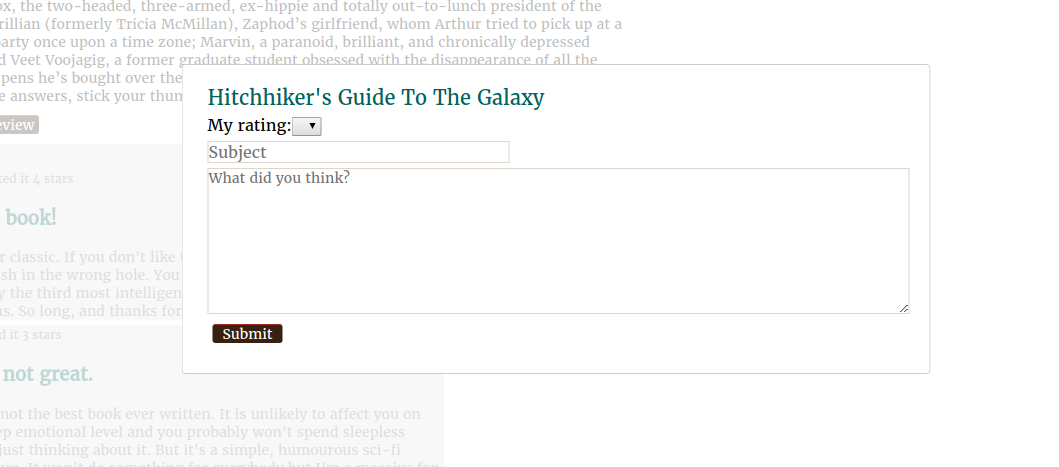 ox, the two-headed, three-armed, ex-hippie and totally out-to-lunch president of the
rillian (formerly Tricia McMillan), Zaphod’s girlfriend, whom Arthur tried to pick up at a
party once upon a time zone; Marvin, a paranoid, brilliant, and chronically depressed
d Veet Voojagig, a former graduate student obsessed with the disappearance of all the
pens he’s bought over the
e answers, stick your thun
eview
ted it 4 stars
book!
r classic. If you don't like
sh in the wrong hole. You
y the third most intelligen
as. So long, and thanks for
d it 3 stars
not great.
not the best book ever written. It is unlikely to affect you on
ep emotional level and you probably won't spend sleepless
just thinking about it. But it's a simple, humourous sci-fi
Hitchhiker's Guide To The Galaxy
My rating:
Subject
What did you think?
Submit